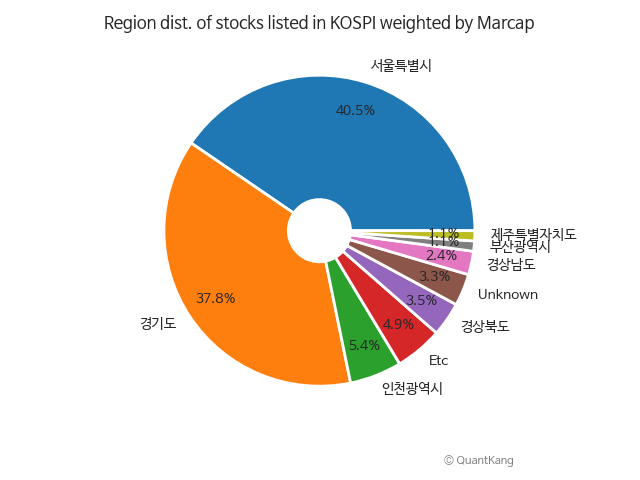 Region dist. of stocks listed in KOSPI weighted by Marcap
서울특별시
40.5%
경기도
37.8%
인천광역시
5.4%
Etc
4.9%
경상북도
3.5%
Unknown
3.3%
경상남도
2.4%
부산광역시
1.1%
제주특별자치도
1.1%
© QuantKang